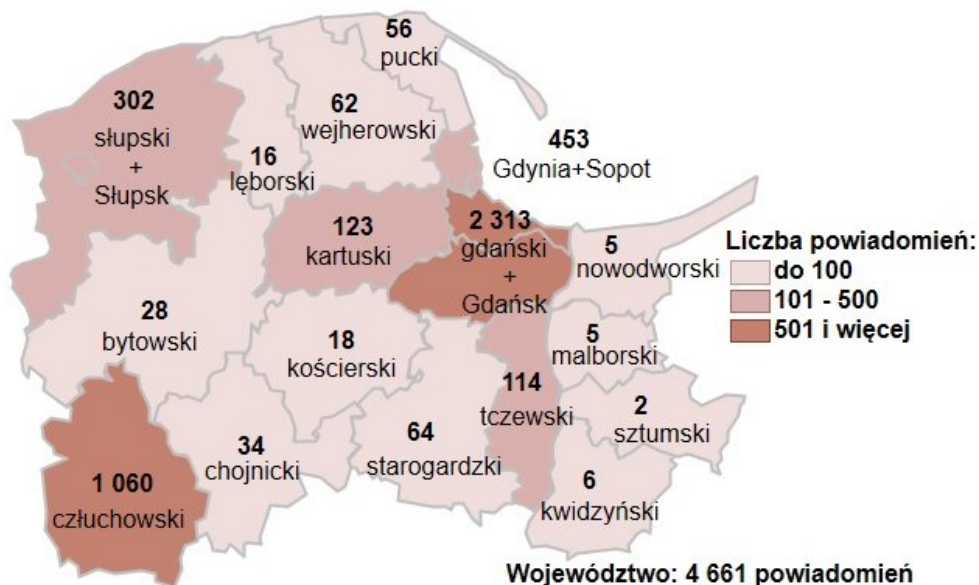 56
pucki
302
słupski
+
Słupsk
62
wejherowski
16
lęborski
453
Gdynia+Sopot
123
kartuski
2 313
gdański
+
Gdańsk
5
nowodworski
Liczba powiadomień:
do 100
101 - 500
501 i więcej
28
bytowski
18
kościerski
5
malborski
114
tczewski
2
sztumski
34
chojnicki
64
starogardzki
6
kwidzyński
1 060
człuchowski
Województwo: 4 661 powiadomień